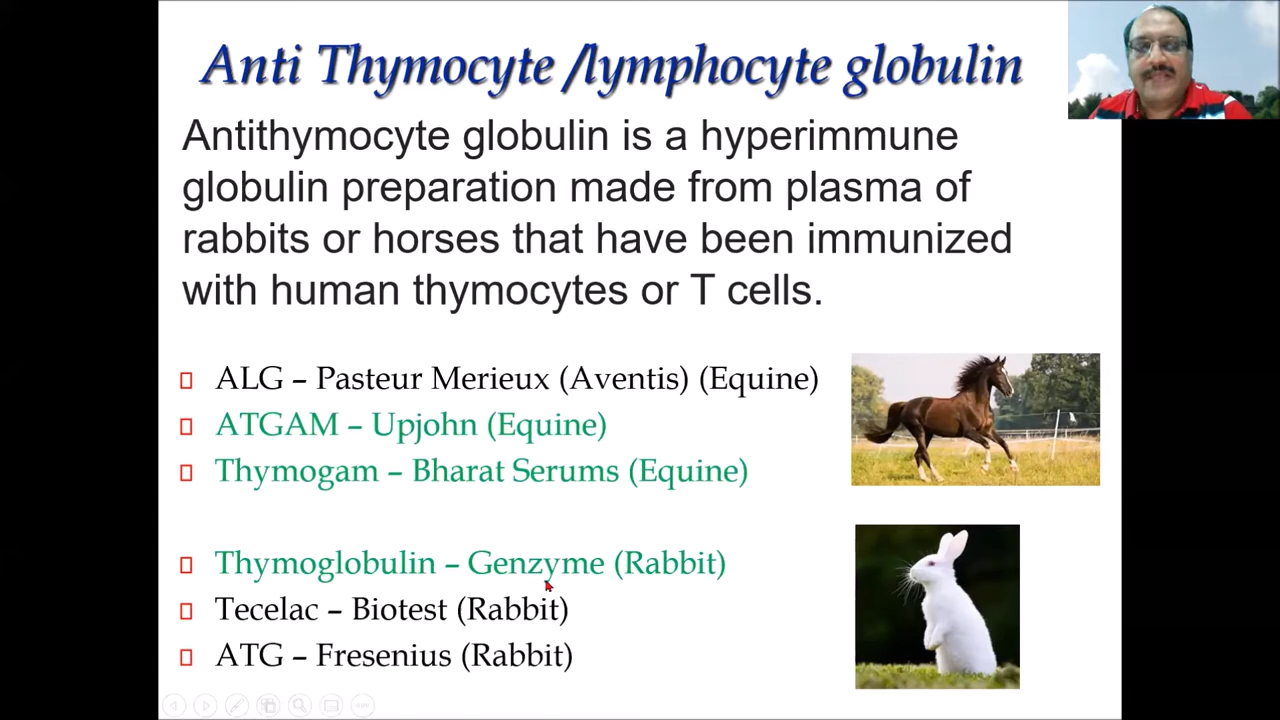 Anti Thymocyte /lymphocyte globulin
Antithymocyte globulin is a hyperimmune
globulin preparation made from plasma of
rabbits or horses that have been immunized
with human thymocytes or T cells.
ALG – Pasteur Merieux (Aventis) (Equine)
ATGAM – Upjohn (Equine)
Thymogam – Bharat Serums (Equine)
Thymoglobulin – Genzyme (Rabbit)
Tecelac – Biotest (Rabbit)
ATG – Fresenius (Rabbit)